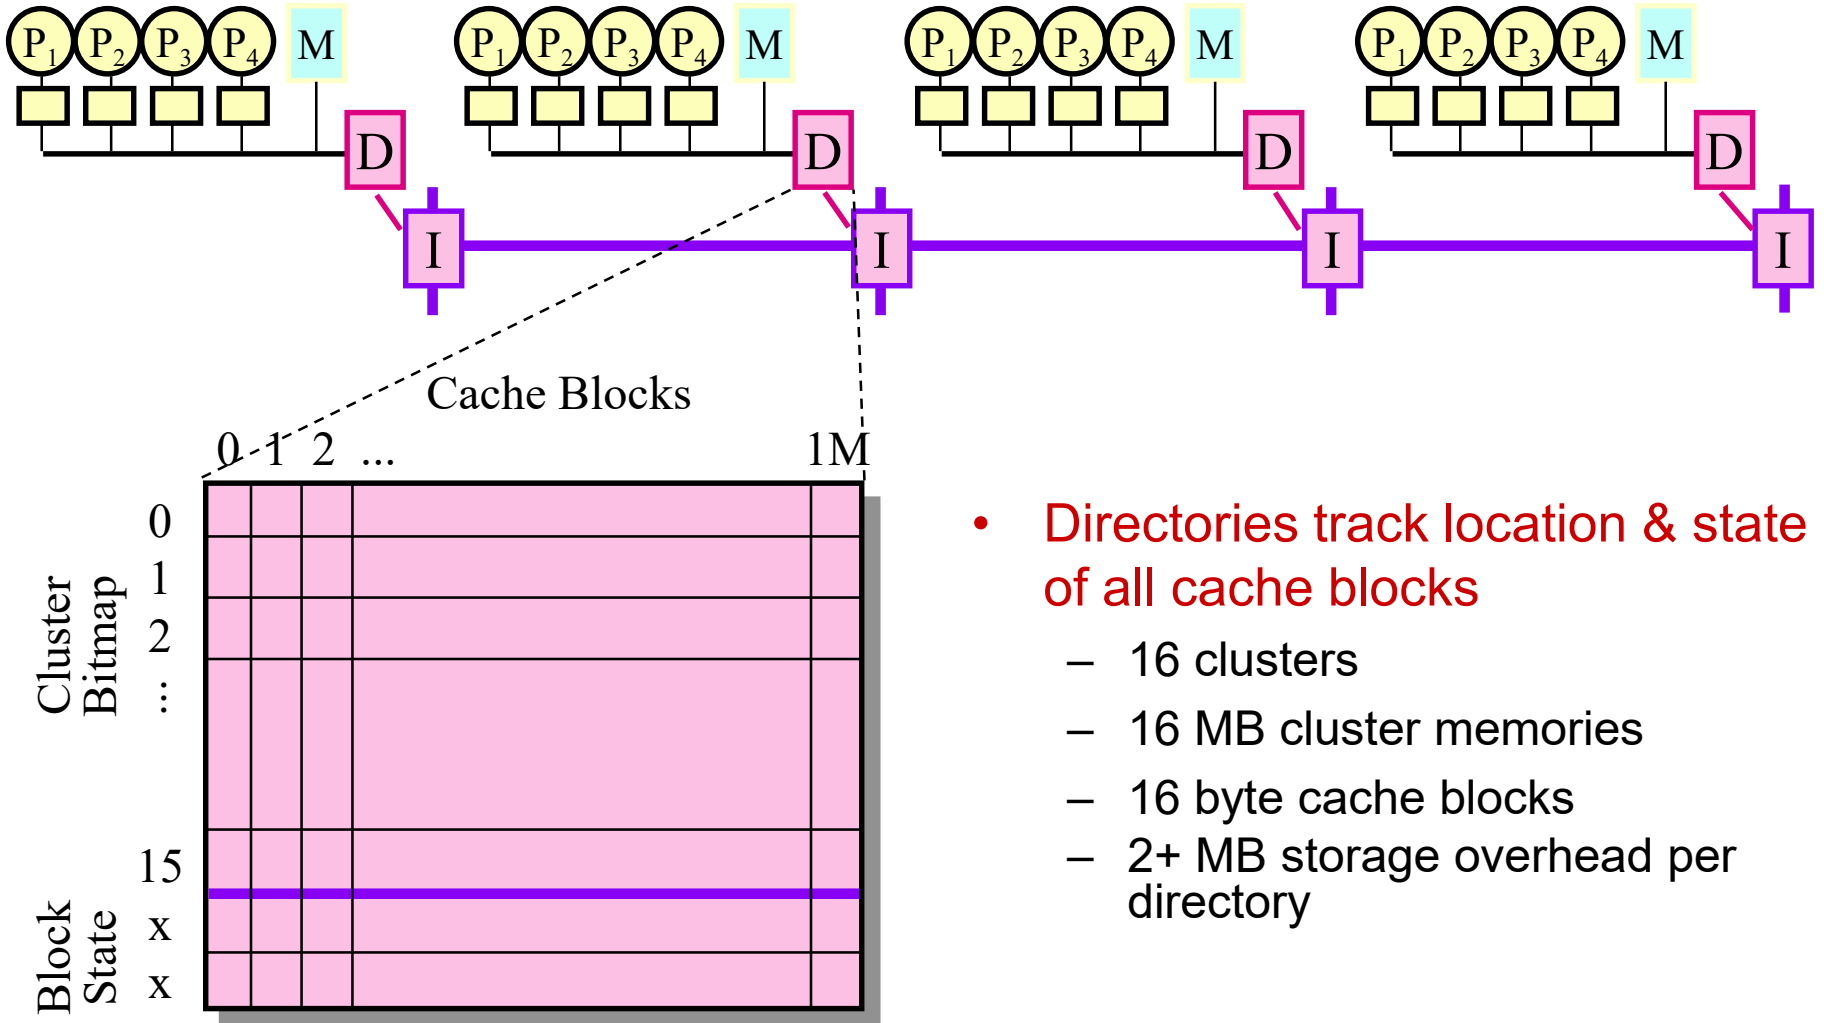 P1 P2 P3 P4 M P1 P2 P3 P4 M P1 P2 P3 P4 M P1 P2 P3 P4 M
D D D D
I I I I
Cache Blocks
0 1 2 ... 1M
0
1
2
...
15
x
x
Cluster
Bitmap
Block
State
• Directories track location & state
of all cache blocks
– 16 clusters
– 16 MB cluster memories
– 16 byte cache blocks
– 2+ MB storage overhead per
directory